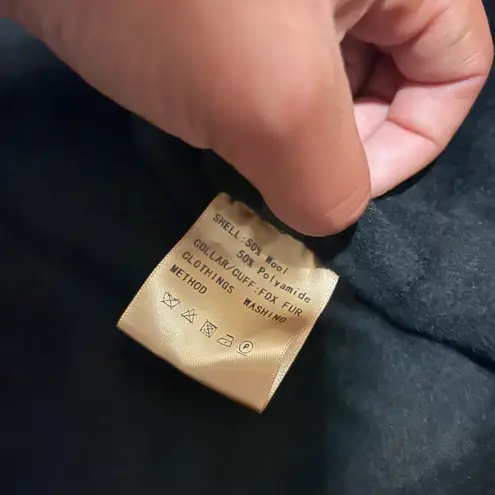 SHELL:50% Wool
50% Polyamide
COLLAR/CUFF:FOX FUR
CLOTHINGS WASHING
METHOD
P